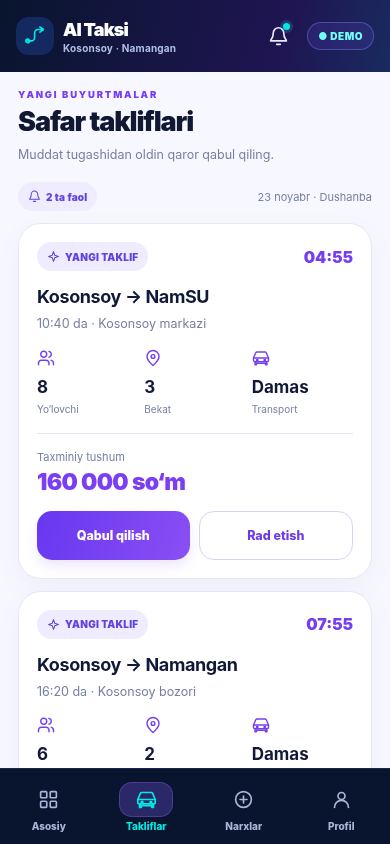 AI Taksi
Kosonsoy · Namangan
DEMO
YANGI BUYURTMALAR
Safar takliflari
Muddat tugashidan oldin qaror qabul qiling.
2 ta faol
23 noyabr · Dushanba
YANGI TAKLIF
04:55
Kosonsoy → NamSU
10:40 da · Kosonsoy markazi
8
3
Damas
Yo‘lovchi
Bekat
Transport
Taxminiy tushum
160 000 so‘m
Qabul qilish
Rad etish
YANGI TAKLIF
07:55
Kosonsoy → Namangan
16:20 da · Kosonsoy bozori
6
2
Damas
Asosiy
Takliflar
Narxlar
Profil